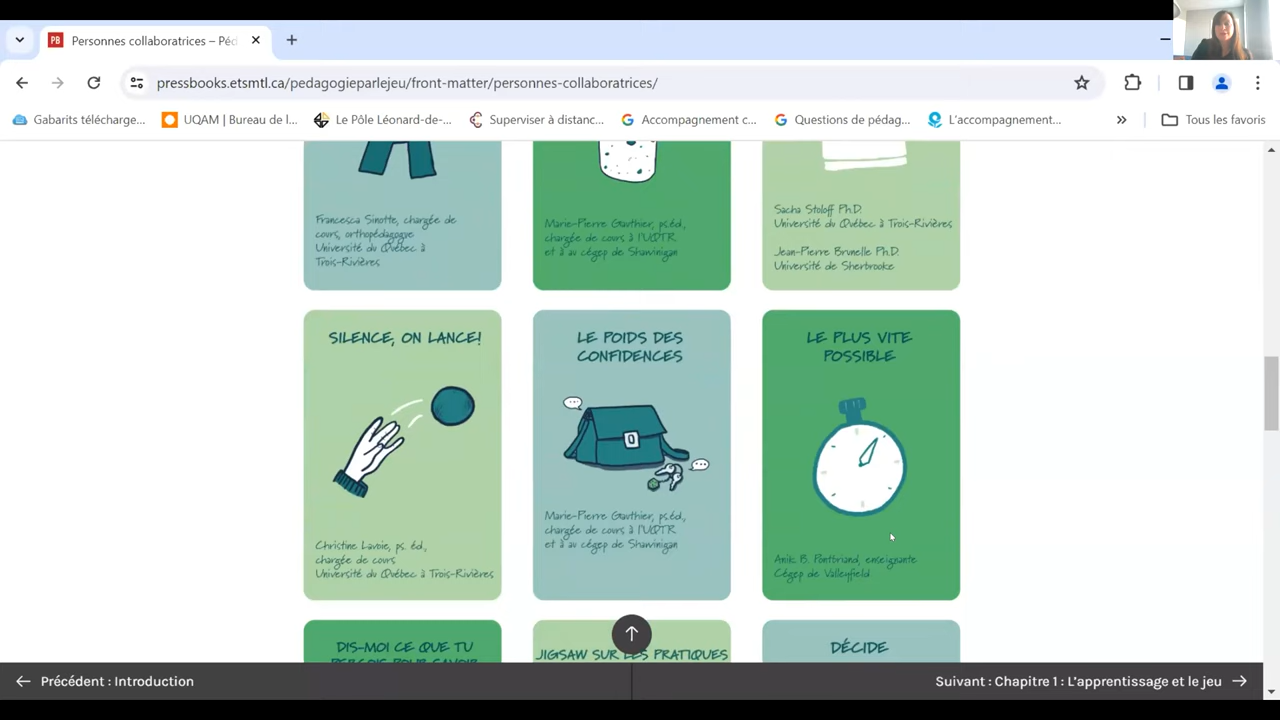 Personnes collaboratrices – Péd
pressbooks.etsmtl.ca/pedagogieparlejeu/front-matter/personnes-collaboratrices/
Gabarits télécharge...
UQAM | Bureau de l...
Le Pôle Léonard-de-...
Superviser à distanc...
Accompagnement c...
Questions de pédag...
L'accompagnement...
Tous les favoris
Francesca Sinotte, chargée de
cours, orthopédagogue
Université du Québec à
Trois-Rivières
Marie-Pierre Gauthier, ps.éd.,
chargée de cours à l'UQTR
et à au cégep de Shawinigan
Sacha Stoloff Ph.D.
Université du Québec à Trois-Rivières
Jean-Pierre Brunelle Ph.D.
Université de Sherbrooke
SILENCE, ON LANCE!
Christine Lavoie, ps. éd.,
chargée de cours
Université du Québec à Trois-Rivières
LE POIDS DES
CONFIDENCES
Marie-Pierre Gauthier, ps.éd.,
chargée de cours à l'UQTR
et à au cégep de Shawinigan
LE PLUS VITE
POSSIBLE
Anik B. Pontbriand, enseignante
Cégep de Valleyfield
DIS-MOI CE QUE TU
PERÇOIS POUR SAVOIR
JIGSAW SUR LES PRATIQUES
DÉCIDE
Précédent : Introduction
Suivant : Chapitre 1 : L'apprentissage et le jeu